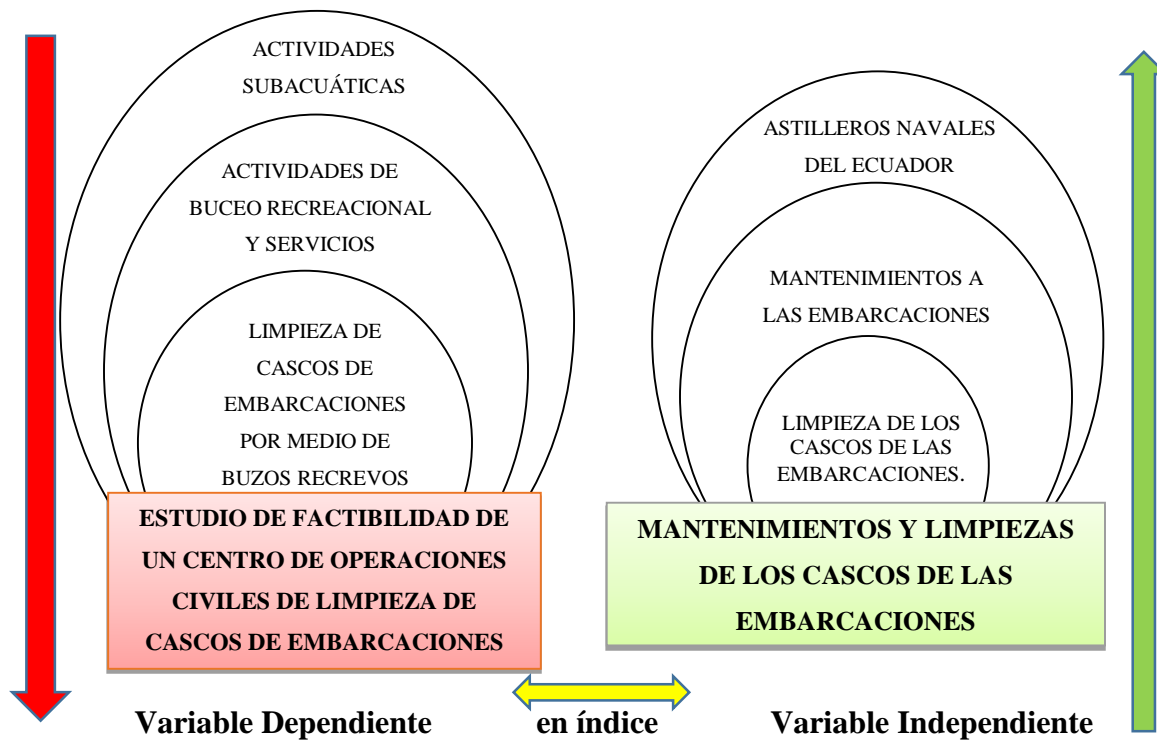 ACTIVIDADES
SUBACUÁTICAS
ACTIVIDADES DE
BUCEO RECREACIONAL
Y SERVICIOS
LIMPIEZA DE
CASCOS DE
EMBARCACIONES
POR MEDIO DE
BUZOS RECREVOS
ESTUDIO DE FACTIBILIDAD DE
UN CENTRO DE OPERACIONES
CIVILES DE LIMPIEZA DE
CASCOS DE EMBARCACIONES
ASTILLEROS NAVALES
DEL ECUADOR
MANTENIMIENTOS A
LAS EMBARCACIONES
LIMPIEZA DE LOS
CASCOS DE LAS
EMBARCACIONES.
MANTENIMIENTOS Y LIMPIEZAS
DE LOS CASCOS DE LAS
EMBARCACIONES
Variable Dependiente en índice Variable Independiente